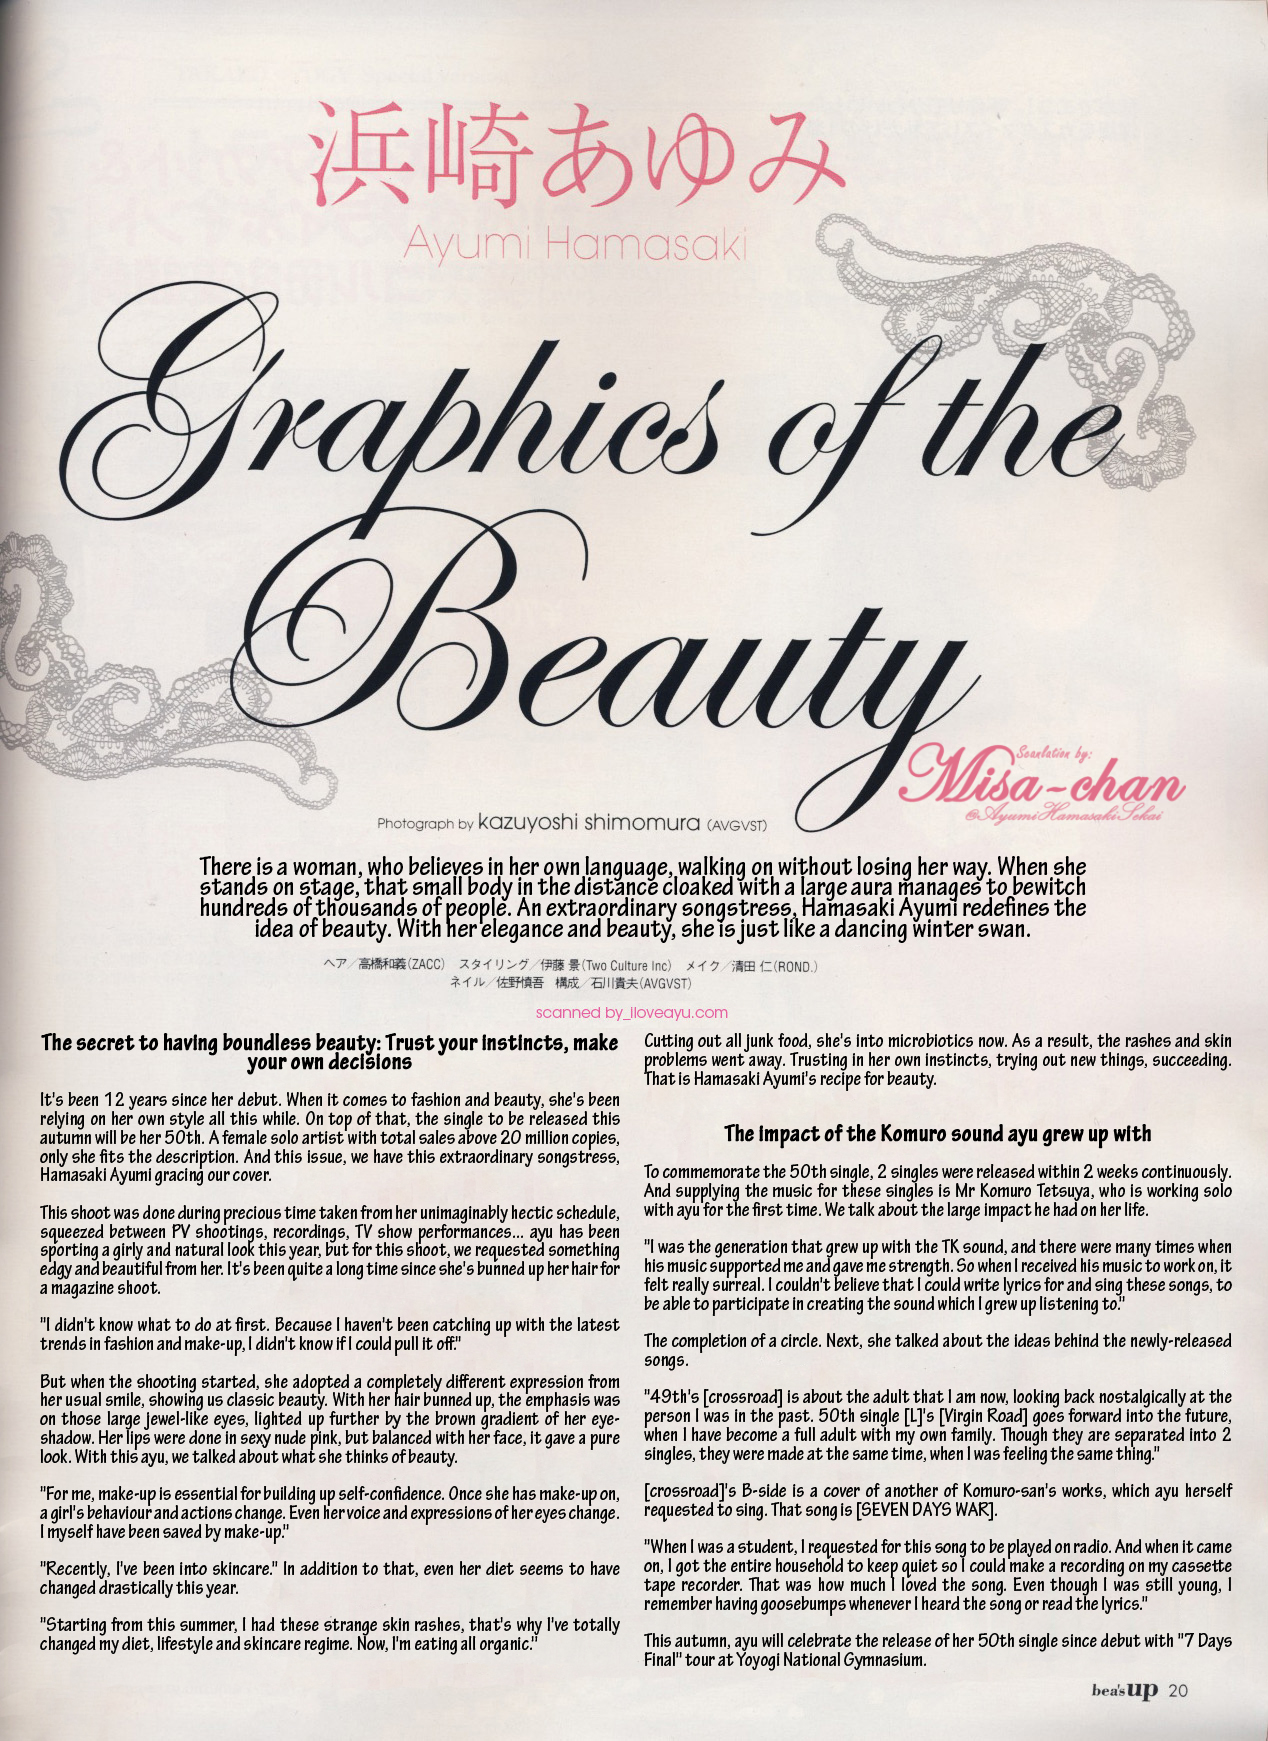 浜崎あゆみ
Ayumi Hamasaki
Graphics of the
Beauty
Scanlation by:
Misa-chan
@AyumiHamasakiSekai
Photograph by kazuyoshi shimomura (AVGVST)
There is a woman, who believes in her own language, walking on without losing her way. When she
stands on stage, that small body in the distance cloaked with a large aura manages to bewitch
hundreds of thousands of people. An extraordinary songstress, Hamasaki Ayumi redefines the
idea of beauty. With her elegance and beauty, she is just like a dancing winter swan.
ヘア／高橋和義(ZACC)　スタイリング／伊藤 景(Two Culture Inc)　メイク／清田 仁(ROND.)
ネイル／佐野慎吾　構成／石川貴夫(AVGVST)
scanned by_iloveayu.com
The secret to having boundless beauty: Trust your instincts, make
your own decisions
It's been 12 years since her debut. When it comes to fashion and beauty, she's been
relying on her own style all this while. On top of that, the single to be released this
autumn will be her 50th. A female solo artist with total sales above 20 million copies,
only she fits the description. And this issue, we have this extraordinary songstress,
Hamasaki Ayumi gracing our cover.
This shoot was done during precious time taken from her unimaginably hectic schedule,
squeezed between PV shootings, recordings, TV show performances... ayu has been
sporting a girly and natural look this year, but for this shoot, we requested something
edgy and beautiful from her. It's been quite a long time since she's bunned up her hair for
a magazine shoot.
"I didn't know what to do at first. Because I haven't been catching up with the latest
trends in fashion and make-up, I didn't know if I could pull it off."
But when the shooting started, she adopted a completely different expression from
her usual smile, showing us classic beauty. With her hair bunned up, the emphasis was
on those large jewel-like eyes, lighted up further by the brown gradient of her eye-
shadow. Her lips were done in sexy nude pink, but balanced with her face, it gave a pure
look. With this ayu, we talked about what she thinks of beauty.
"For me, make-up is essential for building up self-confidence. Once she has make-up on,
a girl's behaviour and actions change. Even her voice and expressions of her eyes change.
I myself have been saved by make-up."
"Recently, I've been into skincare." In addition to that, even her diet seems to have
changed drastically this year.
"Starting from this summer, I had these strange skin rashes, that's why I've totally
changed my diet, lifestyle and skincare regime. Now, I'm eating all organic."
Cutting out all junk food, she's into microbiotics now. As a result, the rashes and skin
problems went away. Trusting in her own instincts, trying out new things, succeeding.
That is Hamasaki Ayumi's recipe for beauty.
The impact of the Komuro sound ayu grew up with
To commemorate the 50th single, 2 singles were released within 2 weeks continuously.
And supplying the music for these singles is Mr Komuro Tetsuya, who is working solo
with ayu for the first time. We talk about the large impact he had on her life.
"I was the generation that grew up with the TK sound, and there were many times when
his music supported me and gave me strength. So when I received his music to work on, it
felt really surreal. I couldn't believe that I could write lyrics for and sing these songs, to
be able to participate in creating the sound which I grew up listening to."
The completion of a circle. Next, she talked about the ideas behind the newly-released
songs.
"49th's [crossroad] is about the adult that I am now, looking back nostalgically at the
person I was in the past. 50th single [L]'s [Virgin Road] goes forward into the future,
when I have become a full adult with my own family. Though they are separated into 2
singles, they were made at the same time, when I was feeling the same thing."
[crossroad]'s B-side is a cover of another of Komuro-san's works, which ayu herself
requested to sing. That song is [SEVEN DAYS WAR].
"When I was a student, I requested for this song to be played on radio. And when it came
on, I got the entire household to keep quiet so I could make a recording on my cassette
tape recorder. That was how much I loved the song. Even though I was still young, I
remember having goosebumps whenever I heard the song or read the lyrics."
This autumn, ayu will celebrate the release of her 50th single since debut with "7 Days
Final" tour at Yoyogi National Gymnasium.
bea's up 20